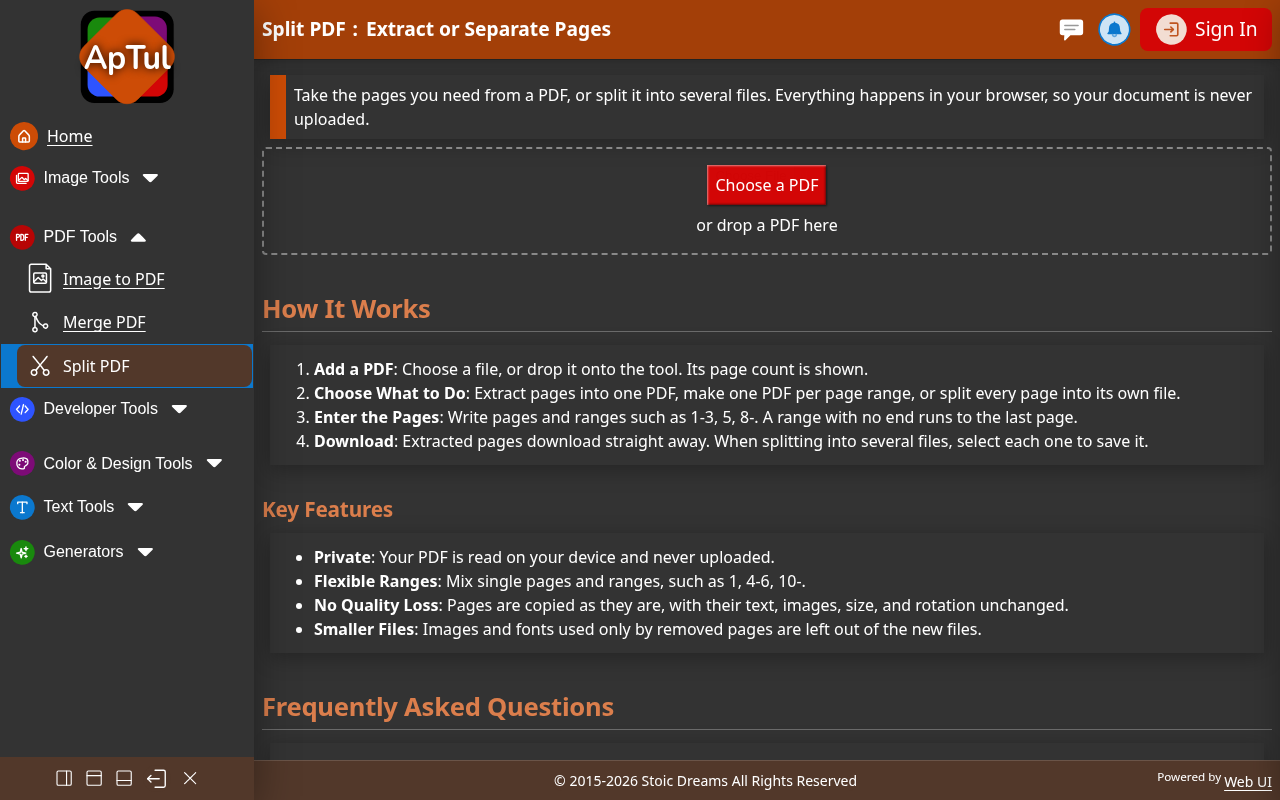 ApTul
Home
Image Tools
PDF Tools
PDF
Image to PDF
Merge PDF
Split PDF
Developer Tools
Color & Design Tools
Text Tools
Generators
Split PDF : Extract or Separate Pages
Sign In
Take the pages you need from a PDF, or split it into several files. Everything happens in your browser, so your document is never
uploaded.
Choose a PDF
or drop a PDF here
How It Works
1. Add a PDF: Choose a file, or drop it onto the tool. Its page count is shown.
2. Choose What to Do: Extract pages into one PDF, make one PDF per page range, or split every page into its own file.
3. Enter the Pages: Write pages and ranges such as 1-3, 5, 8-. A range with no end runs to the last page.
4. Download: Extracted pages download straight away. When splitting into several files, select each one to save it.
Key Features
• Private: Your PDF is read on your device and never uploaded.
• Flexible Ranges: Mix single pages and ranges, such as 1, 4-6, 10-.
• No Quality Loss: Pages are copied as they are, with their text, images, size, and rotation unchanged.
• Smaller Files: Images and fonts used only by removed pages are left out of the new files.
Frequently Asked Questions
© 2015-2026 Stoic Dreams All Rights Reserved
Powered by Web UI